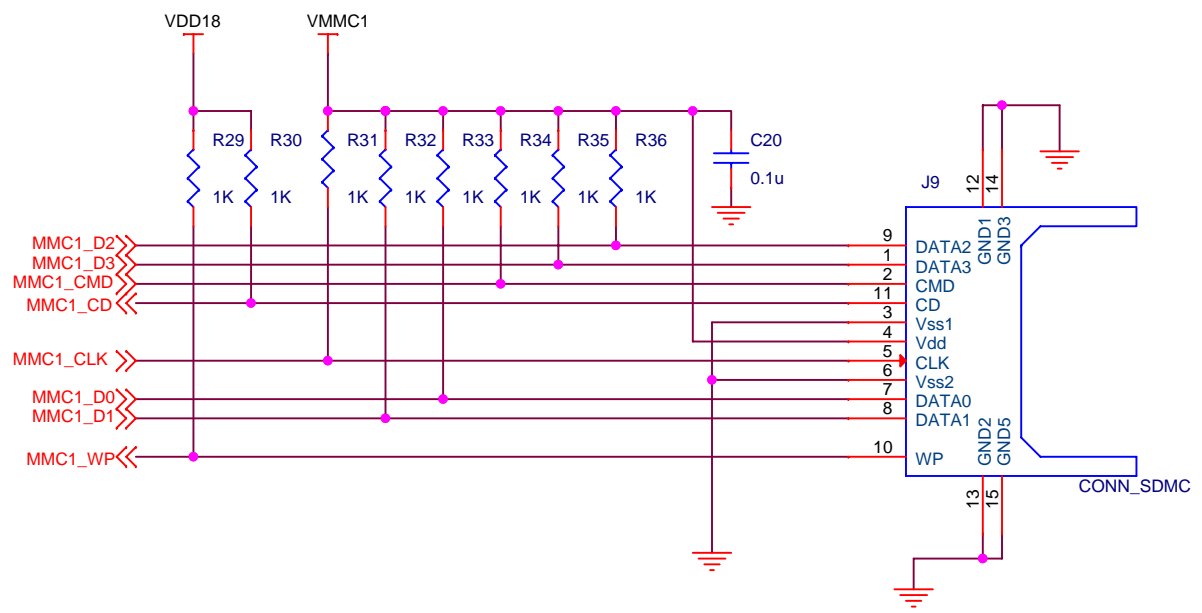 VDD18 VMMC1
R29 R30 R31 R32 R33 R34 R35 R36 C20
1K 1K 1K 1K 1K 1K 1K 1K 0.1u
J9
12 14
GND1 GND3
MMC1_D2 9 DATA2
MMC1_D3 1 DATA3
MMC1_CMD 2 CMD
MMC1_CD 11 CD
3 Vss1
4 Vdd
MMC1_CLK 5 CLK
6 Vss2
MMC1_D0 7 DATA0
MMC1_D1 8 DATA1
MMC1_WP 10 WP
GND2 GND5
13 15
CONN_SDMC